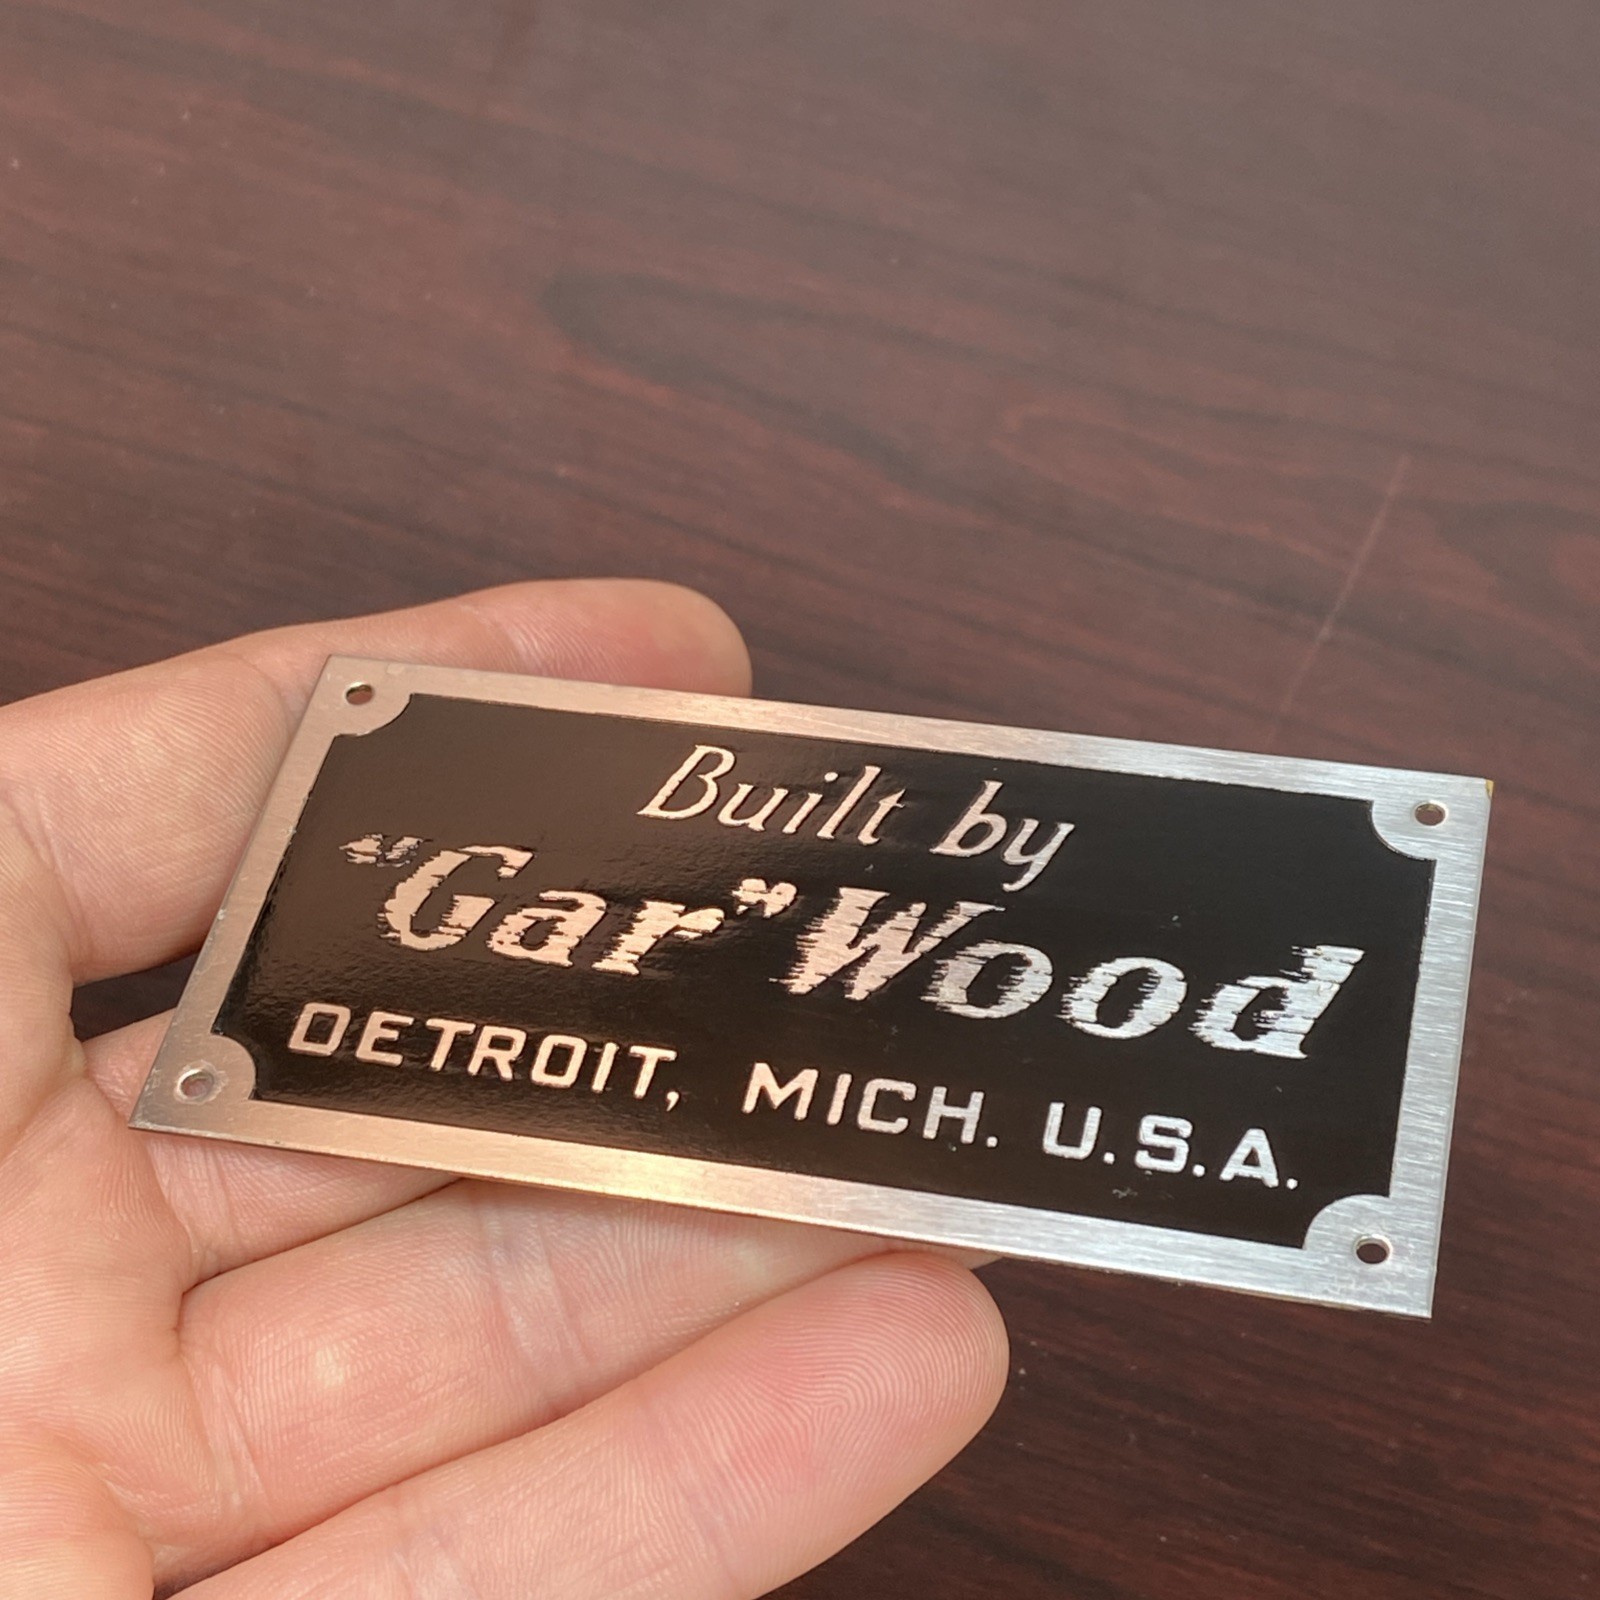 Built by
"Gar" Wood
DETROIT, MICH. U.S.A.